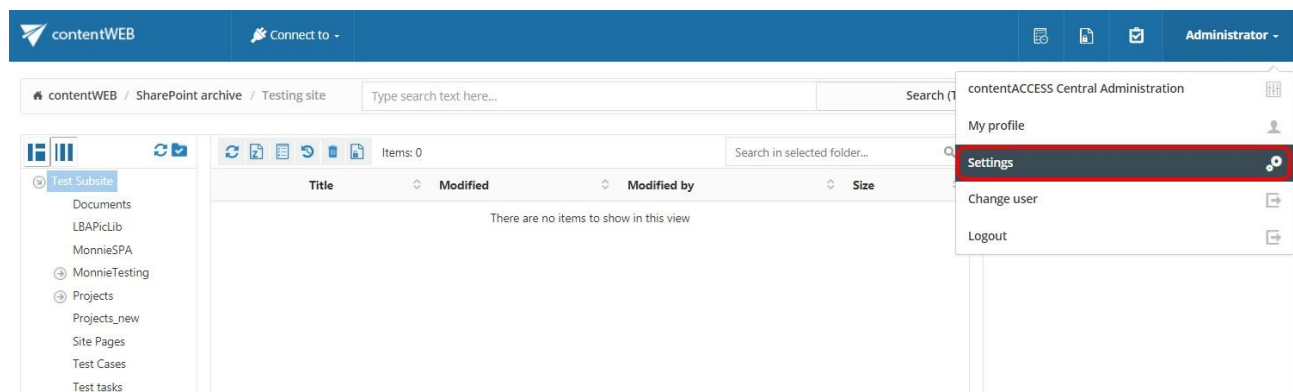 contentWEB
Connect to
Administrator
contentWEB / SharePoint archive / Testing site
Type search text here...
Search (T
contentACCESS Central Administration
My profile
Settings
Change user
Logout
Items: 0
Search in selected folder...
Title Modified Modified by Size
There are no items to show in this view
Test Subsite
Documents
LBAPicLib
MonnieSPA
MonnieTesting
Projects
Projects_new
Site Pages
Test Cases
Test tasks